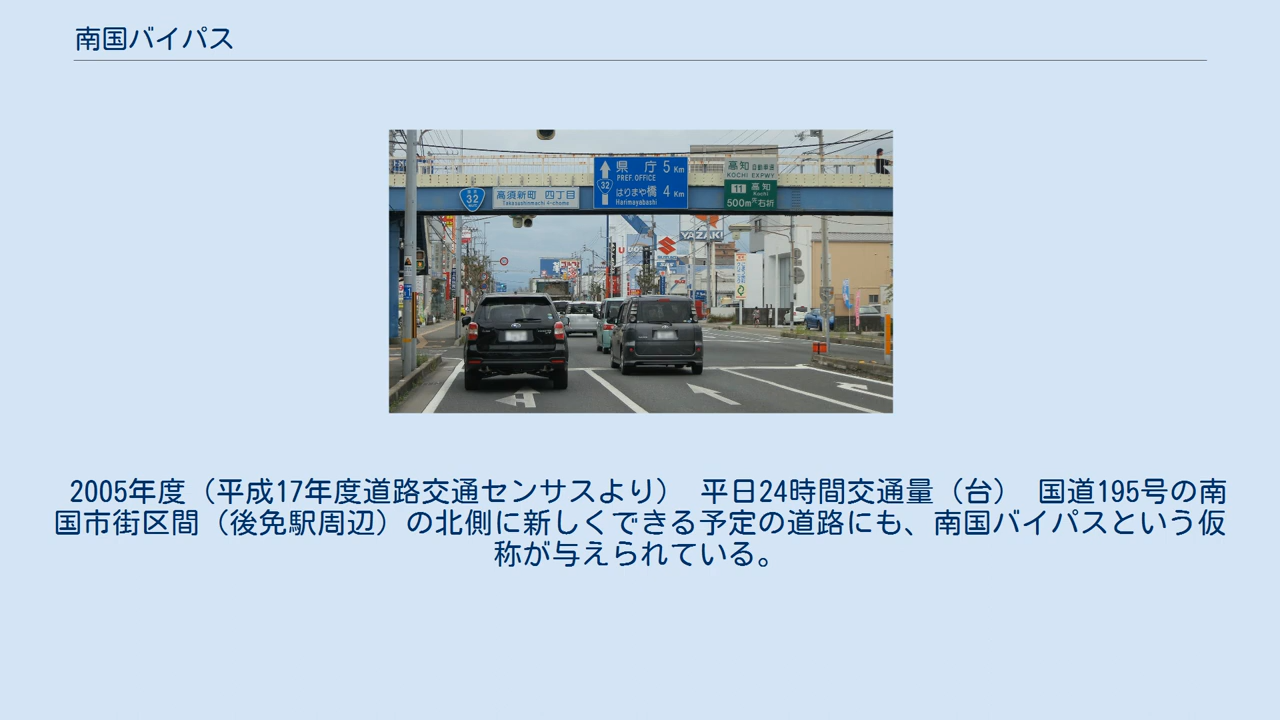 南国バイパス
県庁 5 Km
PREF. OFFICE
32
はりまや橋 4 Km
Harimayabashi
高知 自動車道
KOCHI EXPWY
11 高知
Kochi
500m先右折
32
高須新町 四丁目
Takasushinmachi 4-chome
YAZAKI
2005年度（平成17年度道路交通センサスより） 平日24時間交通量（台） 国道195号の南
国市街区間（後免駅周辺）の北側に新しくできる予定の道路にも、南国バイパスという仮
称が与えられている。